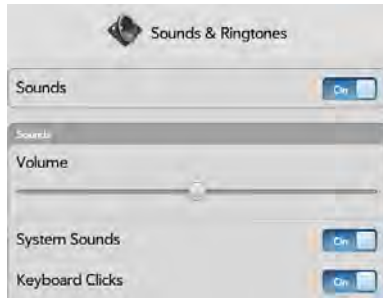 Sounds & Ringtones
Sounds On
Sounds
Volume
System Sounds On
Keyboard Clicks On